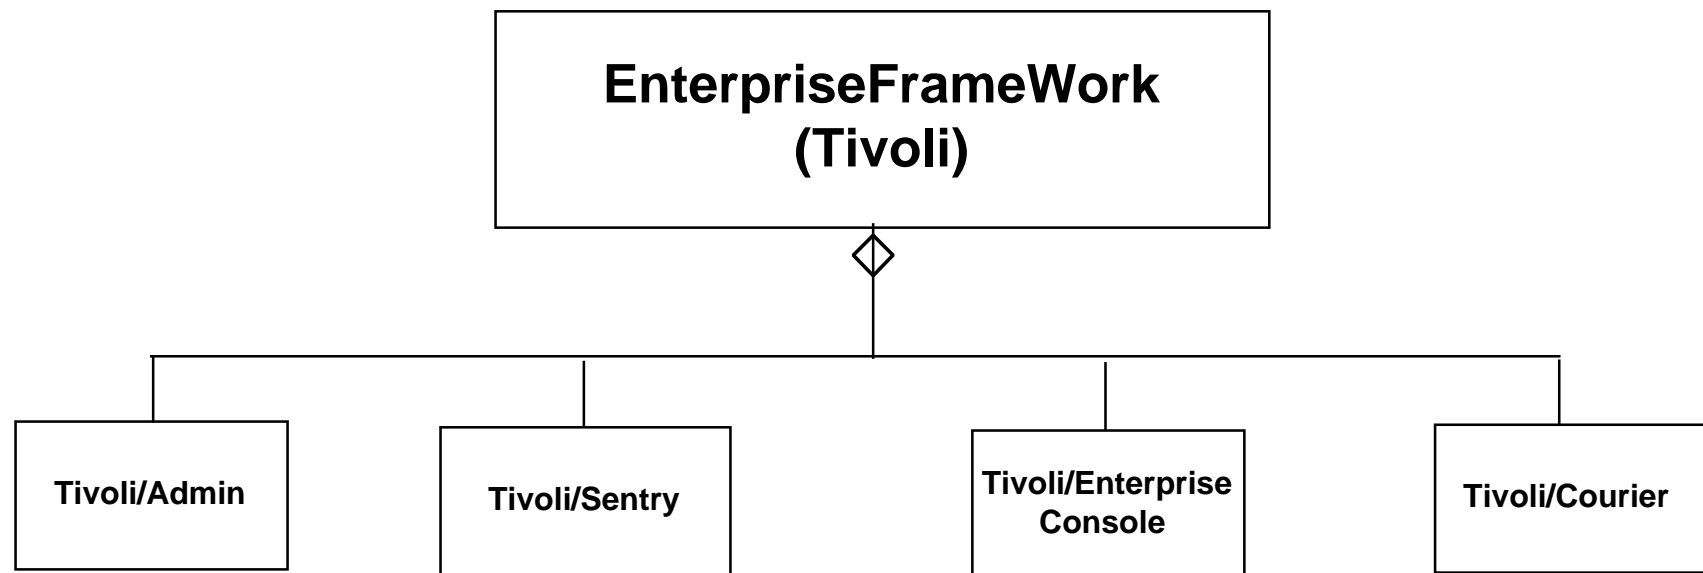 EnterpriseFrameWork
(Tivoli)
Tivoli/Admin
Tivoli/Sentry
Tivoli/Enterprise
Console
Tivoli/Courier